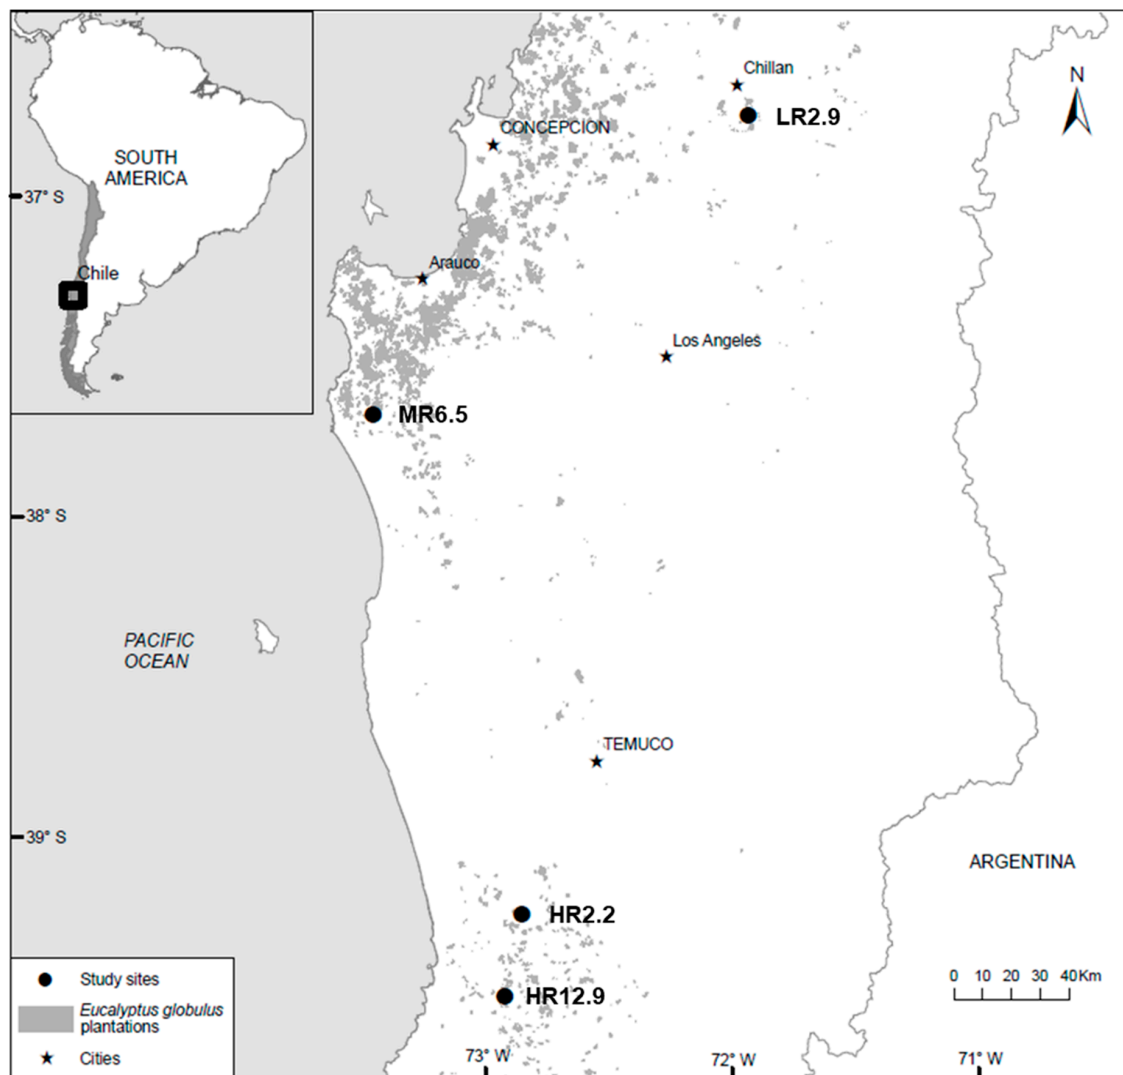 SOUTH
AMERICA
Chile
Chillan
LR2.9
N
CONCEPCION
37° S
Arauco
Los Angeles
MR6.5
38° S
PACIFIC
OCEAN
TEMUCO
39° S
ARGENTINA
HR2.2
HR12.9
Study sites
Eucalyptus globulus
plantations
Cities
0 10 20 30 40Km
73° W 72° W 71° W